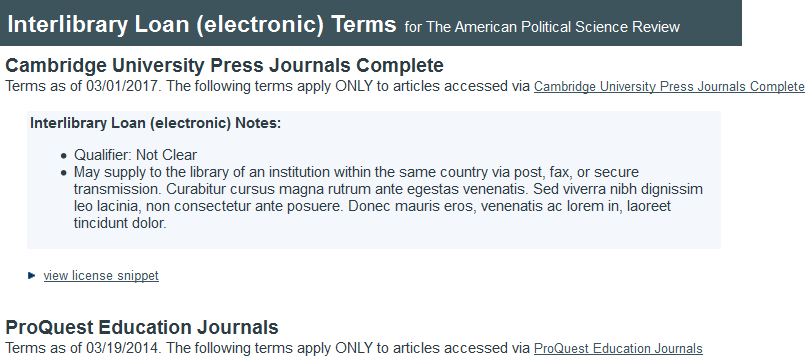 Interlibrary Loan (electronic) Terms for The American Political Science Review
Cambridge University Press Journals Complete
Terms as of 03/01/2017. The following terms apply ONLY to articles accessed via Cambridge University Press Journals Complete
Interlibrary Loan (electronic) Notes:
• Qualifier: Not Clear
• May supply to the library of an institution within the same country via post, fax, or secure
transmission. Curabitur cursus magna rutrum ante egestas venenatis. Sed viverra nibh dignissim
leo lacinia, non consectetur ante posuere. Donec mauris eros, venenatis ac lorem in, laoreet
tincidunt dolor.
view license snippet
ProQuest Education Journals
Terms as of 03/19/2014. The following terms apply ONLY to articles accessed via ProQuest Education Journals